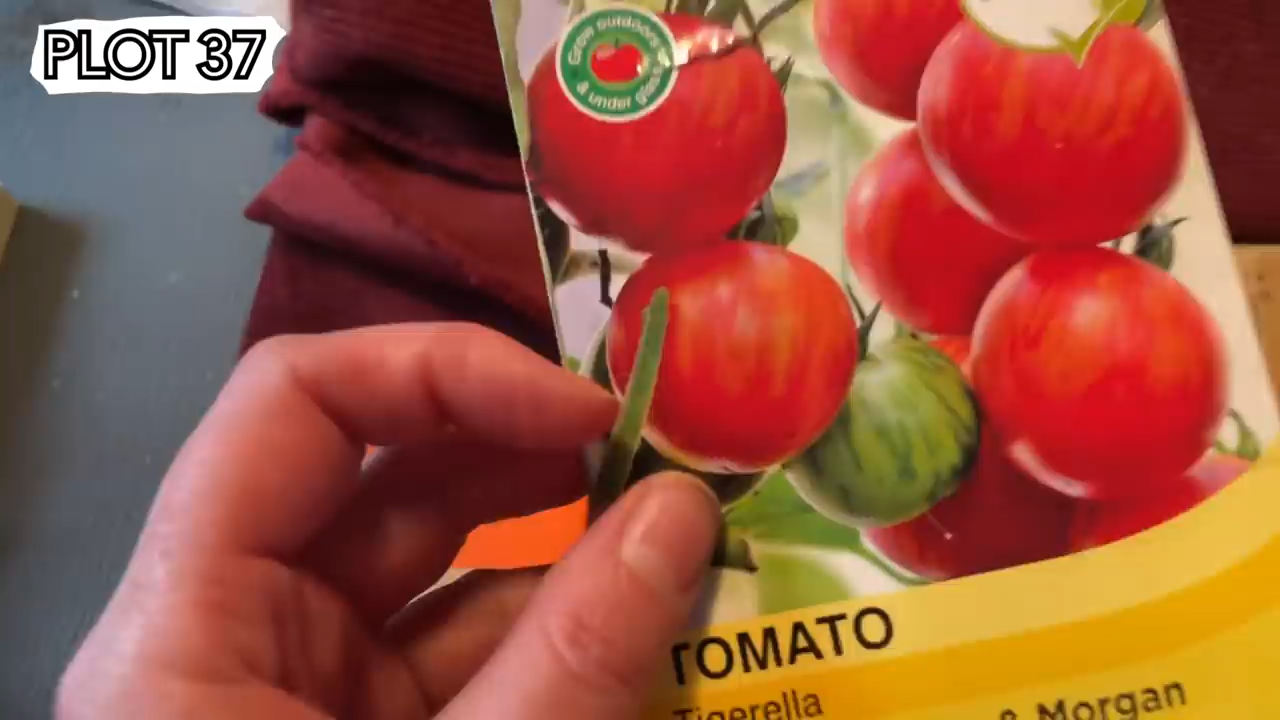 PLOT 37
Grow outdoors
& under glass
TOMATO
Tigerella
& Morgan